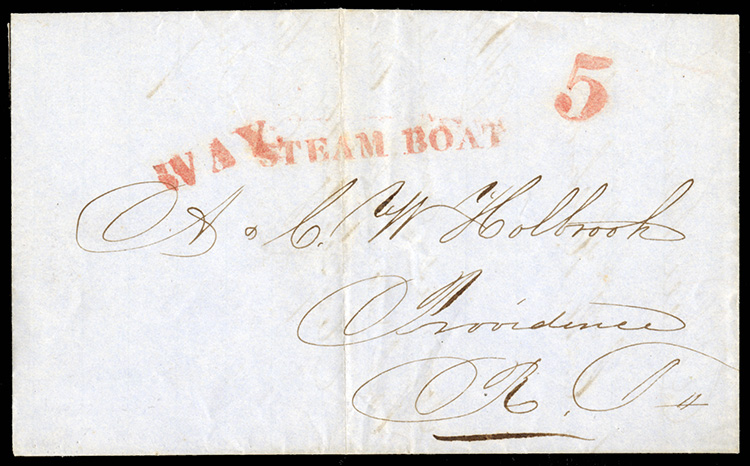 5
WAY STEAM BOAT
A & C. W Holbrook
Providence
R. I